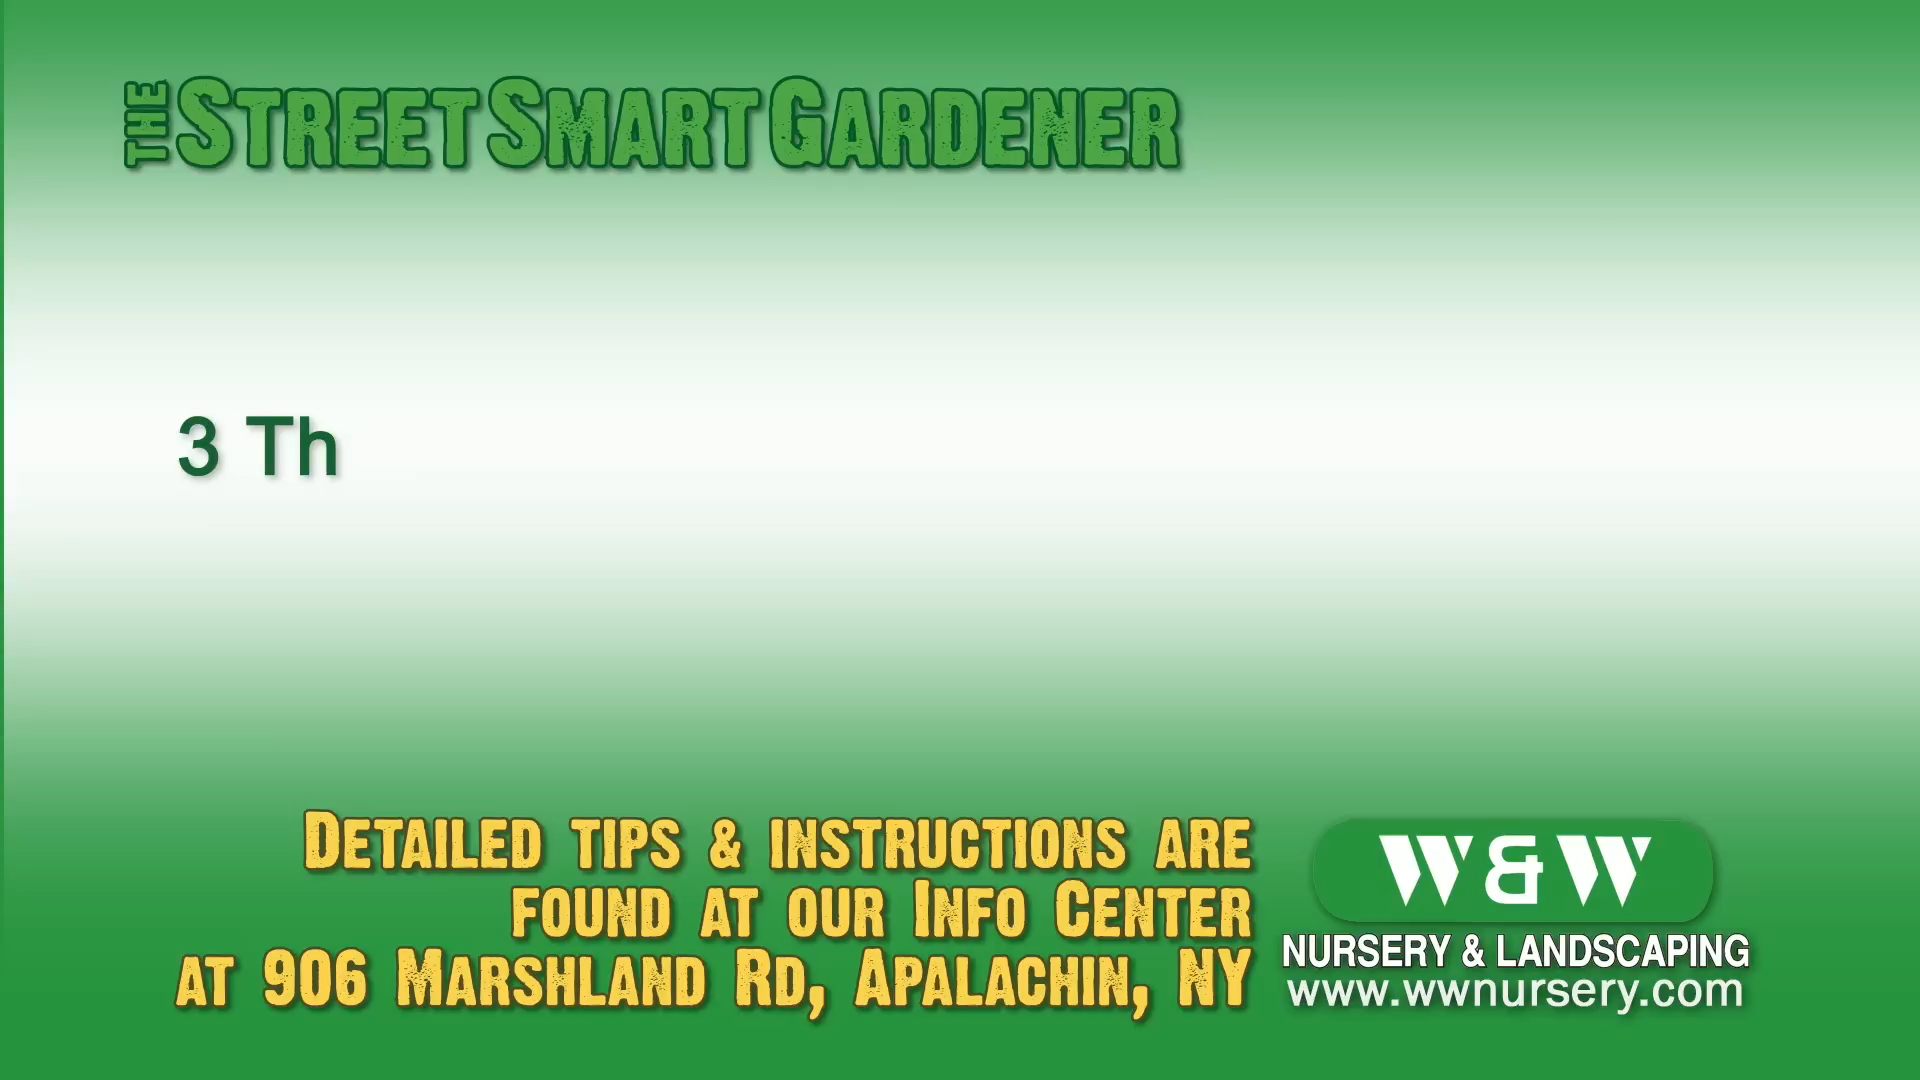 THE STREET SMART GARDENER
3 Th
DETAILED TIPS & INSTRUCTIONS ARE
FOUND AT OUR INFO CENTER
AT 906 MARSHLAND RD, APALACHIN, NY
W&W
NURSERY & LANDSCAPING
www.wwnursery.com